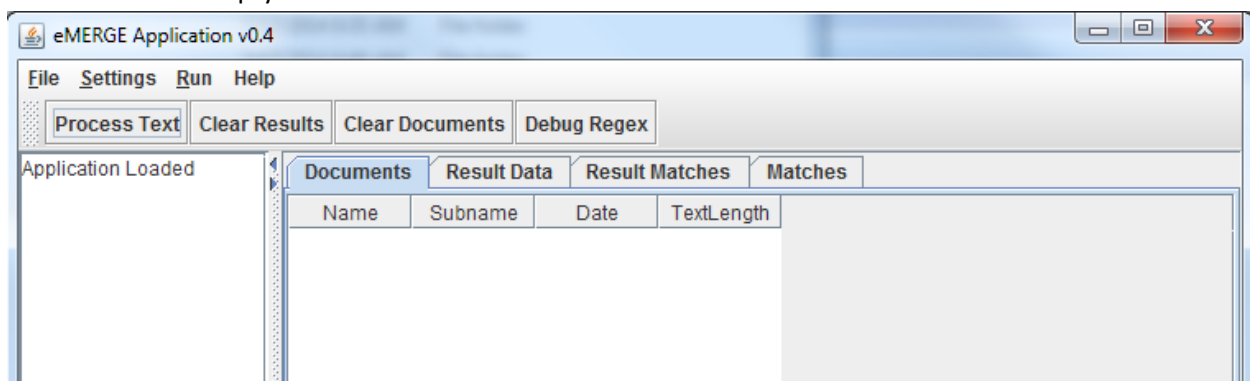 eMERGE Application v0.4
File Settings Run Help
Process Text Clear Results Clear Documents Debug Regex
Application Loaded
Documents Result Data Result Matches Matches
Name Subname Date TextLength